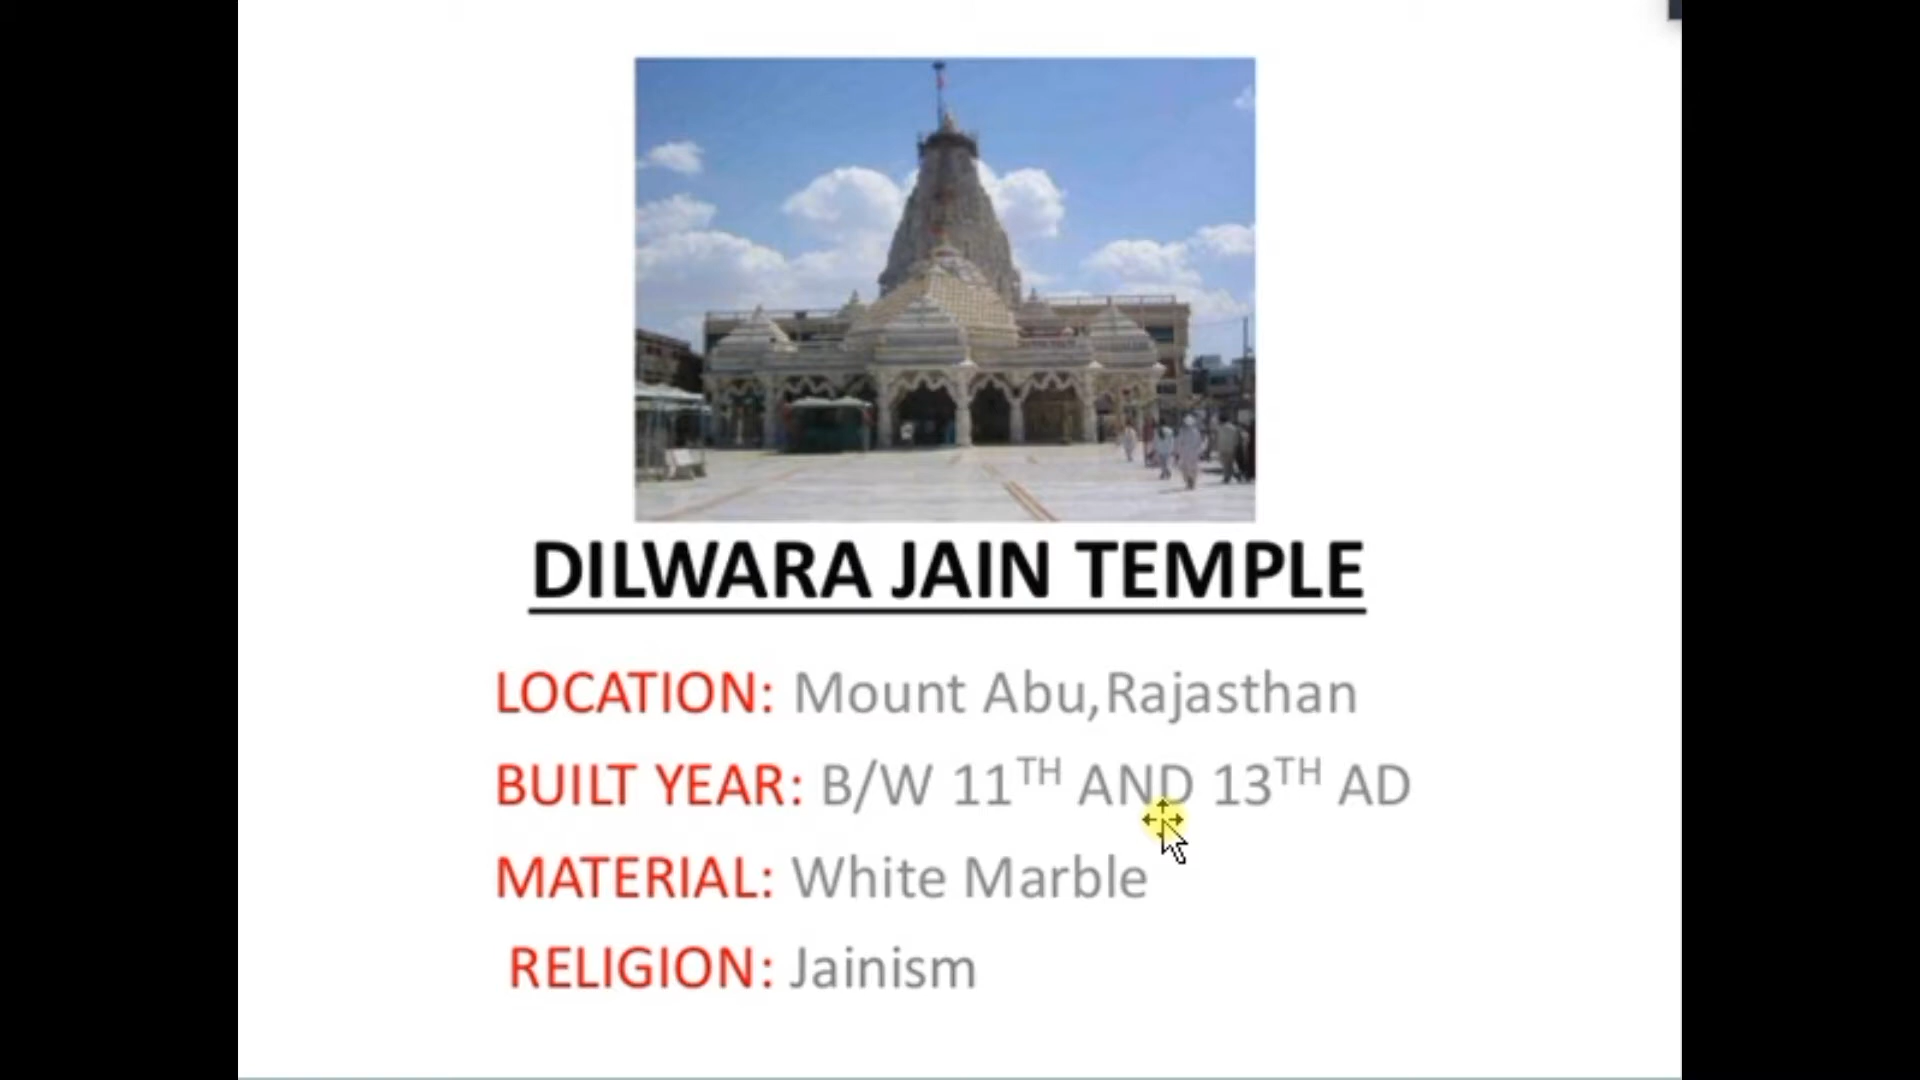 DILWARA JAIN TEMPLE
LOCATION: Mount Abu,Rajasthan
BUILT YEAR: B/W 11TH AND 13TH AD
MATERIAL: White Marble
RELIGION: Jainism